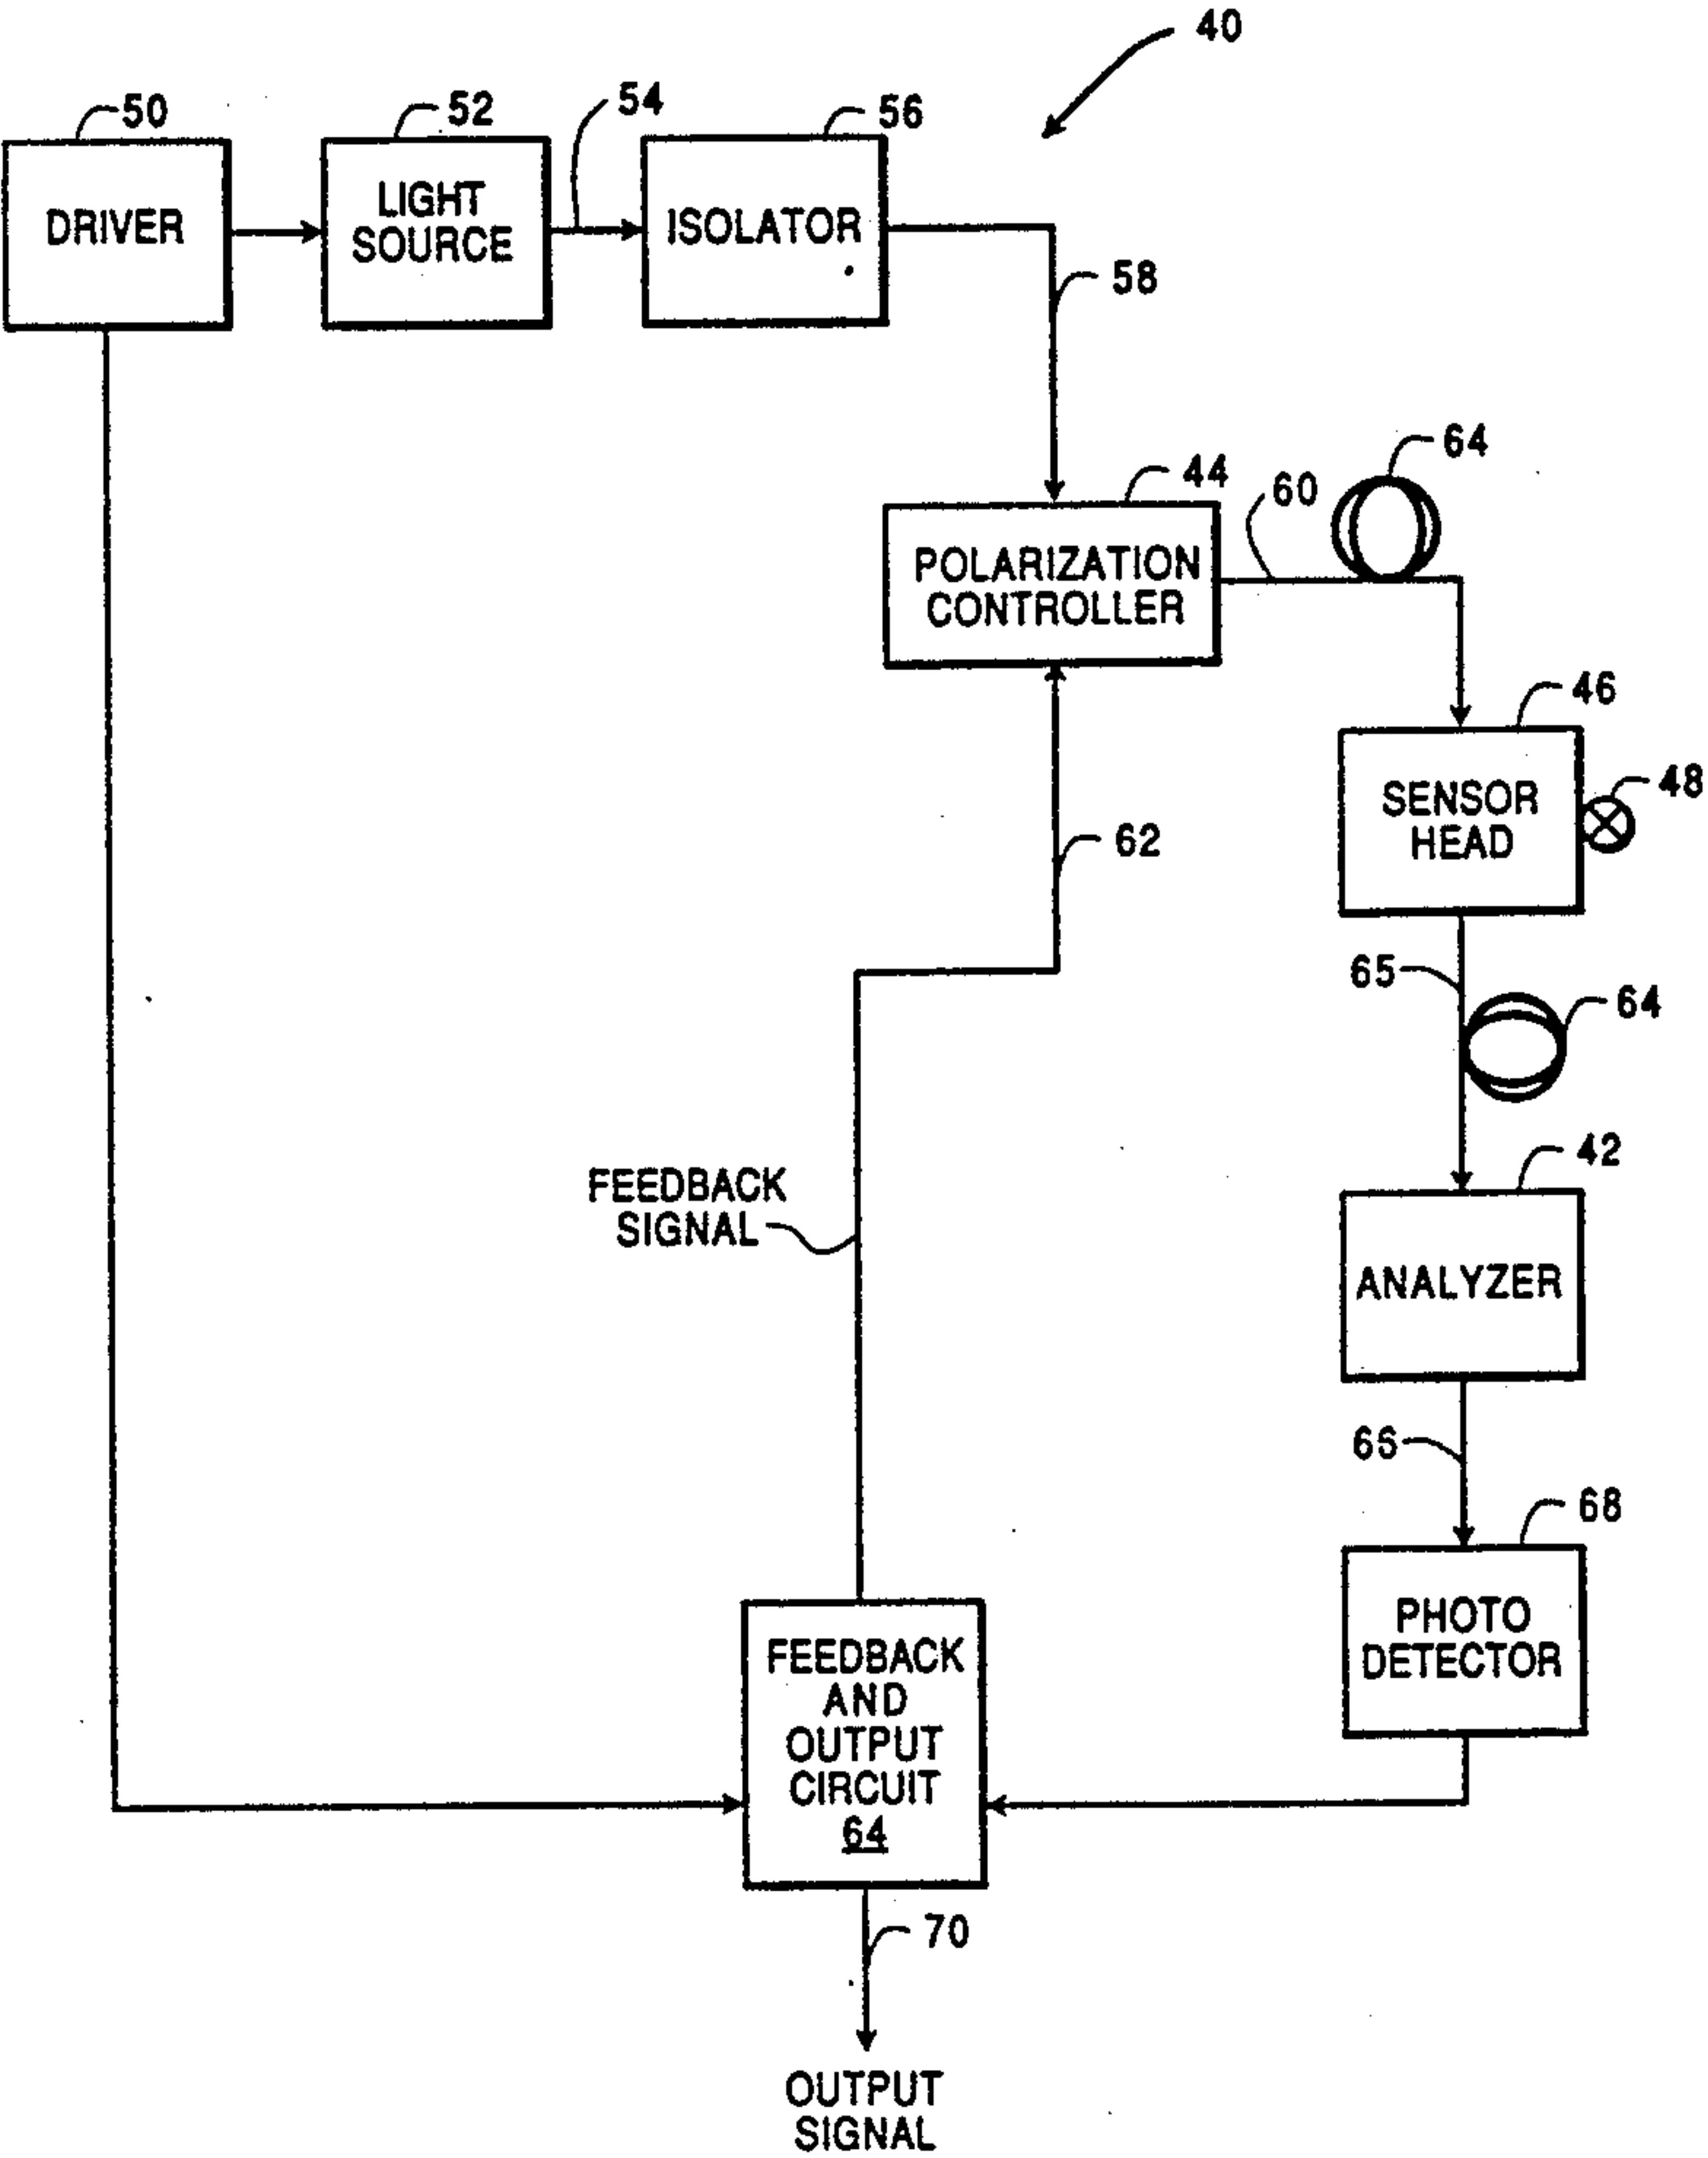 40
50
52
54
56
DRIVER
LIGHT
SOURCE
ISOLATOR
58
64
44
60
POLARIZATION
CONTROLLER
46
48
SENSOR
HEAD
62
65
64
42
FEEDBACK
SIGNAL
ANALYZER
66
68
PHOTO
DETECTOR
FEEDBACK
AND
OUTPUT
CIRCUIT
64
70
OUTPUT
SIGNAL